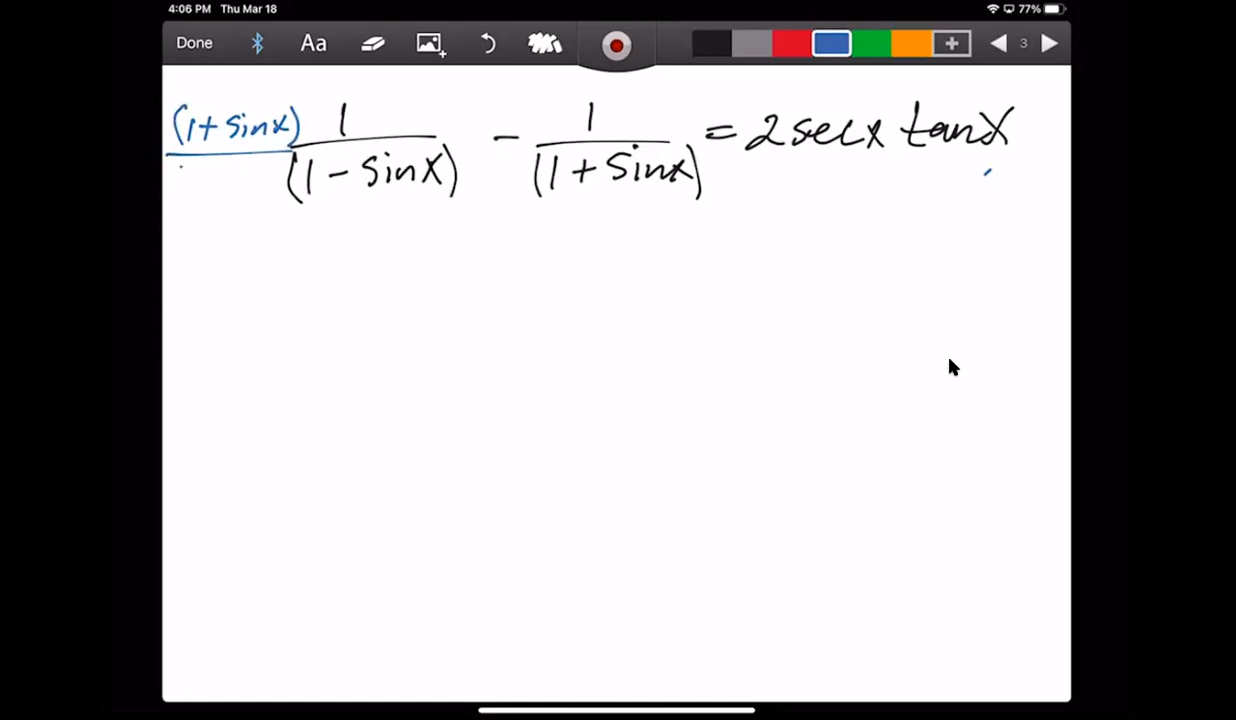 4:06 PM Thu Mar 18 77%
Done Aa 3
(1+sinx)/ 1/(1-sinx) - 1/(1+sinx) = 2secx tanx